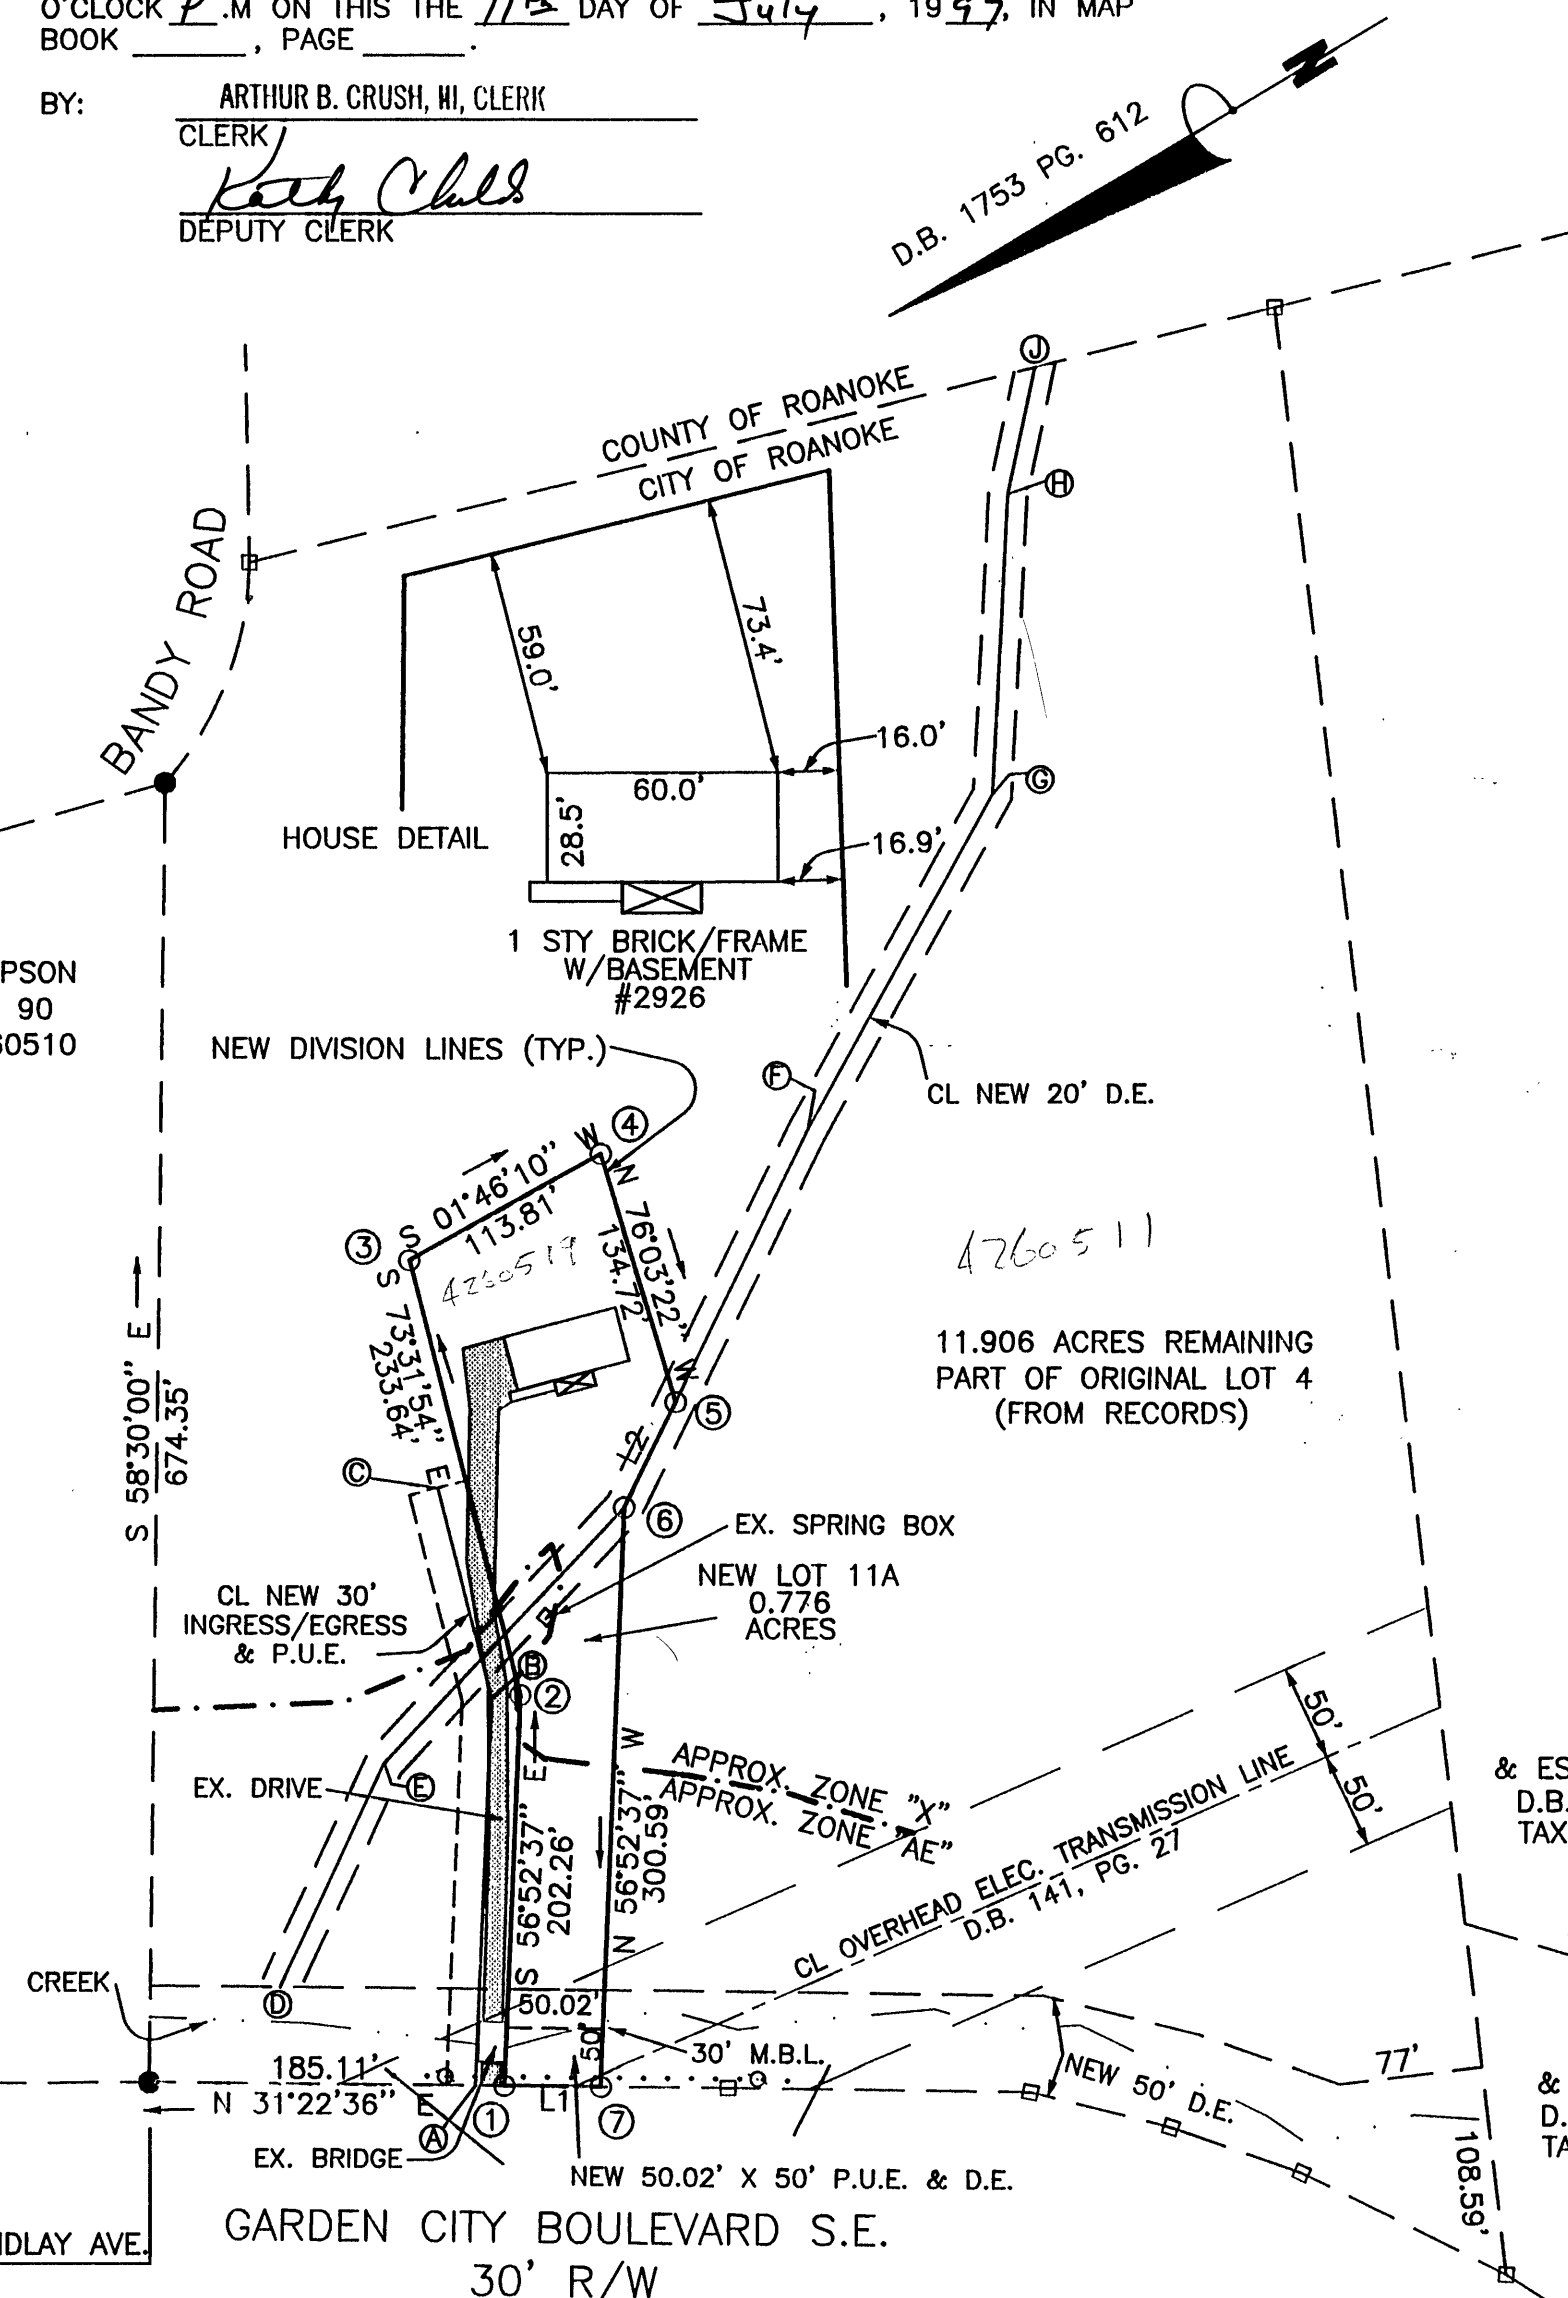 O'CLOCK P .M ON THIS THE 11th DAY OF July , 1997, IN MAP
BOOK ______ , PAGE ______ .
BY: ARTHUR B. CRUSH, III, CLERK
CLERK
Kathy Childs
DEPUTY CLERK
N
D.B. 1753 PG. 612
J
COUNTY OF ROANOKE
CITY OF ROANOKE
H
BANDY ROAD
59.0'
73.4'
16.0'
G
60.0'
28.5'
HOUSE DETAIL
16.9'
1 STY BRICK/FRAME
W/BASEMENT
#2926
PSON
90
60510
NEW DIVISION LINES (TYP.)
F
CL NEW 20' D.E.
4
S 01°46'10" W
113.81'
N 76°03'22" W
134.72'
3
4260519
4260511
S 73°31'54" E
233.64'
S 58°30'00" E
674.35'
11.906 ACRES REMAINING
PART OF ORIGINAL LOT 4
(FROM RECORDS)
5
L2
C
6
EX. SPRING BOX
NEW LOT 11A
0.776
ACRES
CL NEW 30'
INGRESS/EGRESS
& P.U.E.
B
2
50'
50'
APPROX. ZONE "X"
APPROX. ZONE AE"
E
EX. DRIVE
S 56°52'37" E
202.26'
N 56°52'37" W
300.59'
CL OVERHEAD ELEC. TRANSMISSION LINE
D.B. 141, PG. 27
& ES
D.B.
TAX
CREEK
D
50.02'
50'
30' M.B.L.
185.11'
N 31°22'36" E
A
1
L1
7
NEW 50' D.E.
77'
&
D.
TA
108.59'
EX. BRIDGE
NEW 50.02' X 50' P.U.E. & D.E.
GARDEN CITY BOULEVARD S.E.
30' R/W
NDLAY AVE.